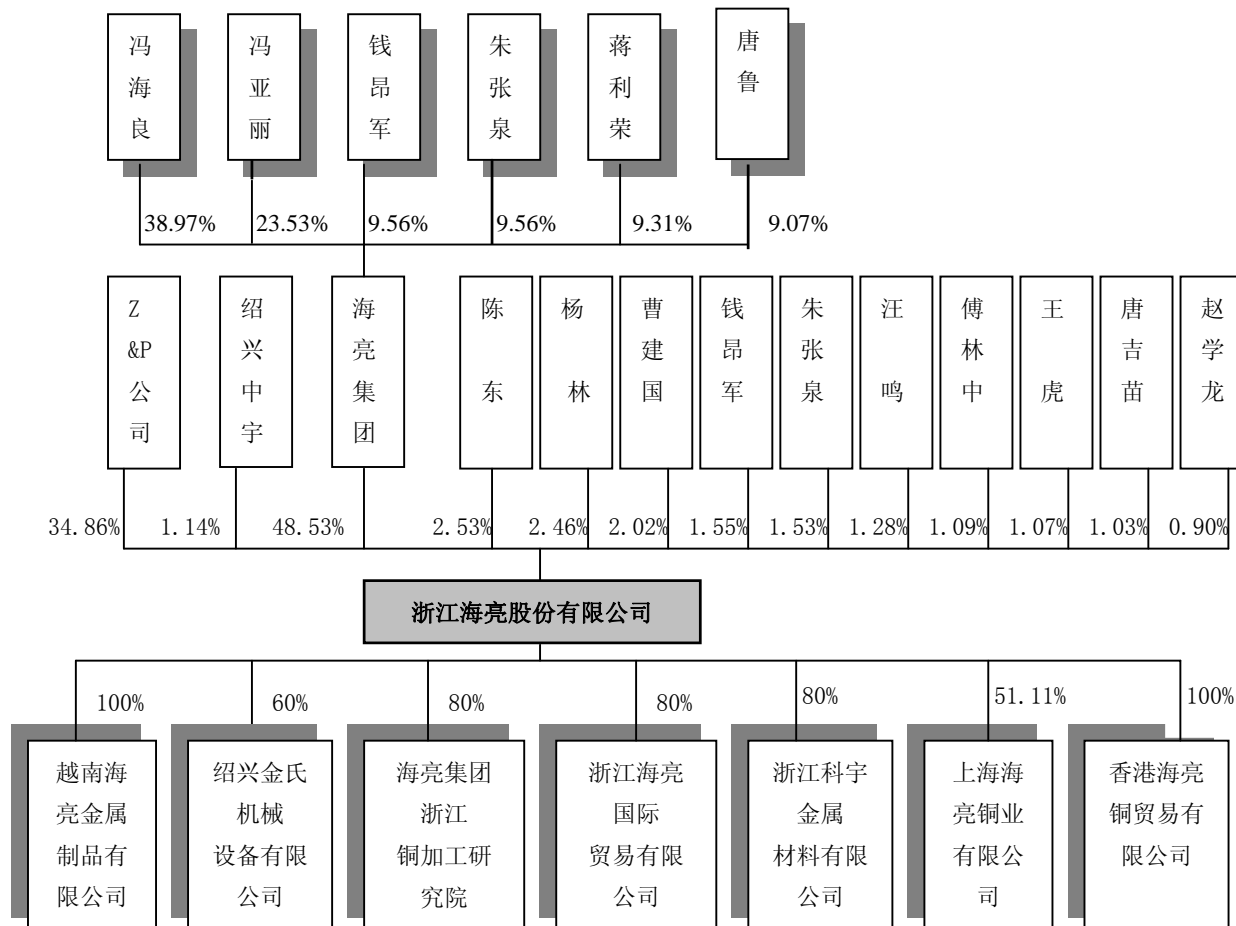 冯海良
冯亚丽
钱昂军
朱张泉
蒋利荣
唐鲁
38.97% 23.53% 9.56% 9.56% 9.31% 9.07%
Z&P公司
绍兴中宇
海亮集团
陈东
杨林
曹建国
钱昂军
朱张泉
汪鸣
傅林中
王虎
唐吉苗
赵学龙
34.86% 1.14% 48.53% 2.53% 2.46% 2.02% 1.55% 1.53% 1.28% 1.09% 1.07% 1.03% 0.90%
浙江海亮股份有限公司
100% 60% 80% 80% 80% 51.11% 100%
越南海
亮金属
制品有
限公司
绍兴金氏
机械
设备有限
公司
海亮集团
浙江
铜加工研
究院
浙江海亮
国际
贸易有限
公司
浙江科宇
金属
材料有限
公司
上海海
亮铜业
有限公
司
香港海亮
铜贸易有
限公司